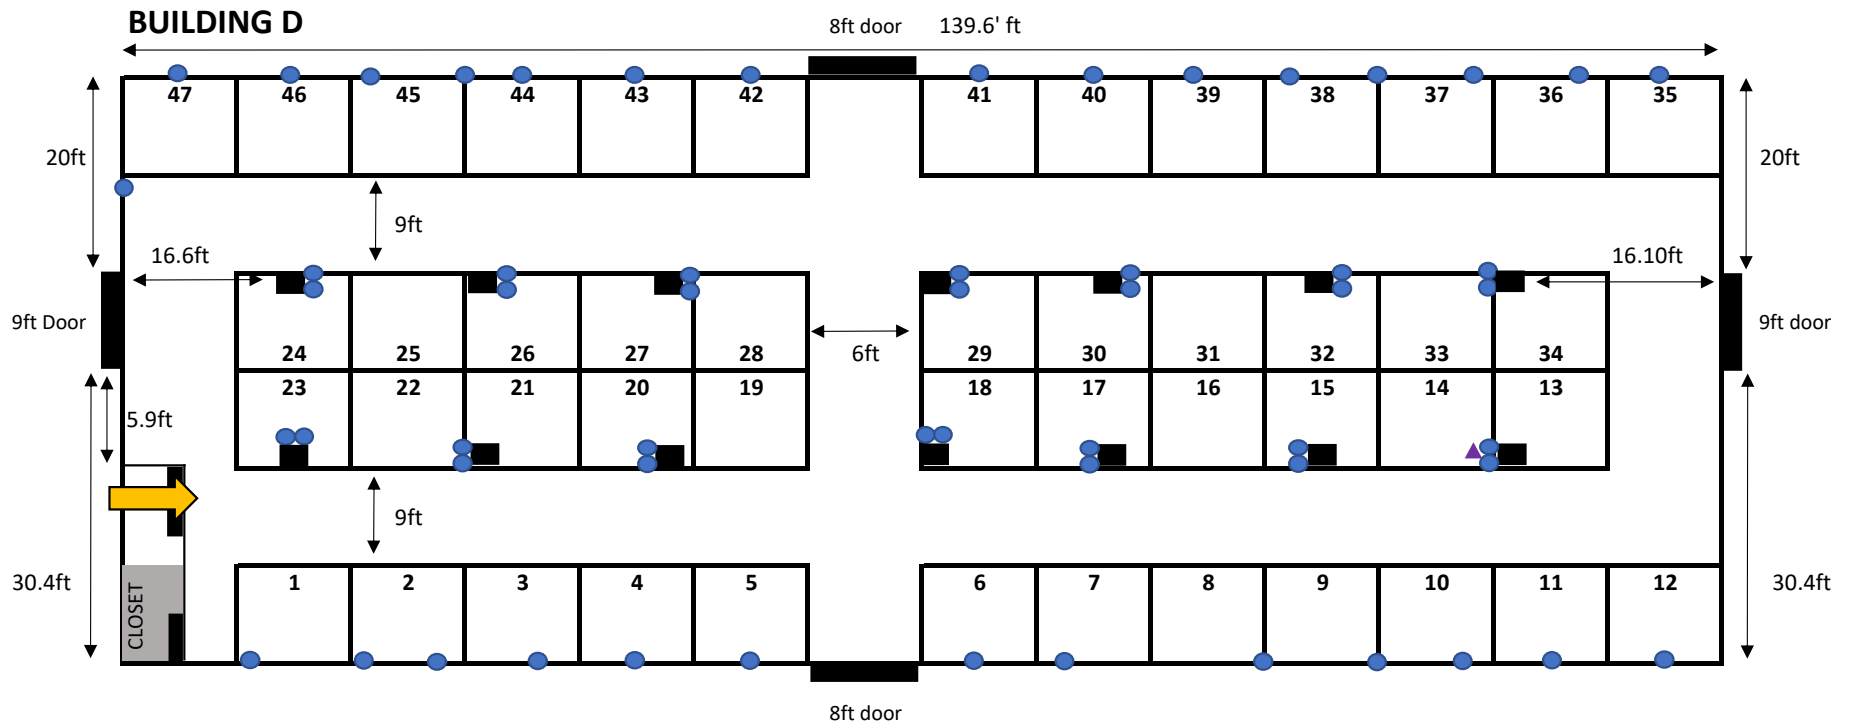 BUILDING D
8ft door 139.6' ft
47 46 45 44 43 42 41 40 39 38 37 36 35
20ft 20ft
9ft
16.6ft 16.10ft
9ft Door 9ft door
6ft
24 25 26 27 28 29 30 31 32 33 34
23 22 21 20 19 18 17 16 15 14 13
5.9ft
9ft
30.4ft 30.4ft
CLOSET
1 2 3 4 5 6 7 8 9 10 11 12
8ft door